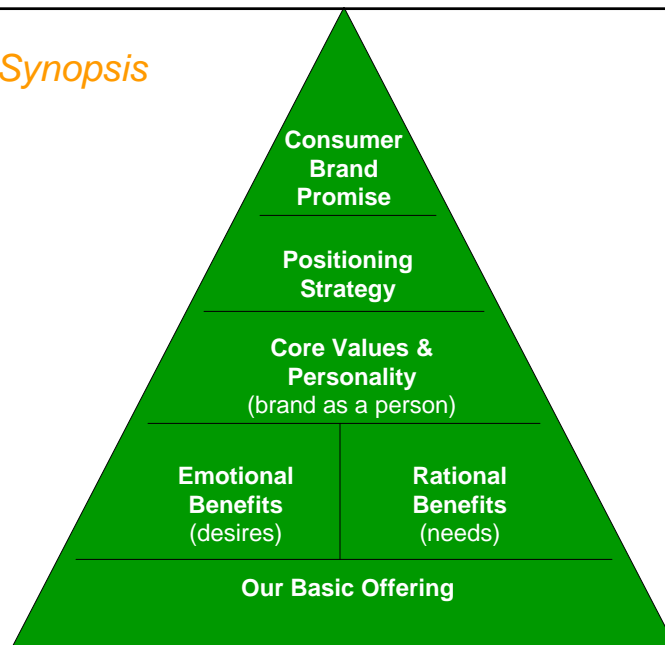 Synopsis
Consumer
Brand
Promise
Positioning
Strategy
Core Values &
Personality
(brand as a person)
Emotional
Benefits
(desires)
Rational
Benefits
(needs)
Our Basic Offering